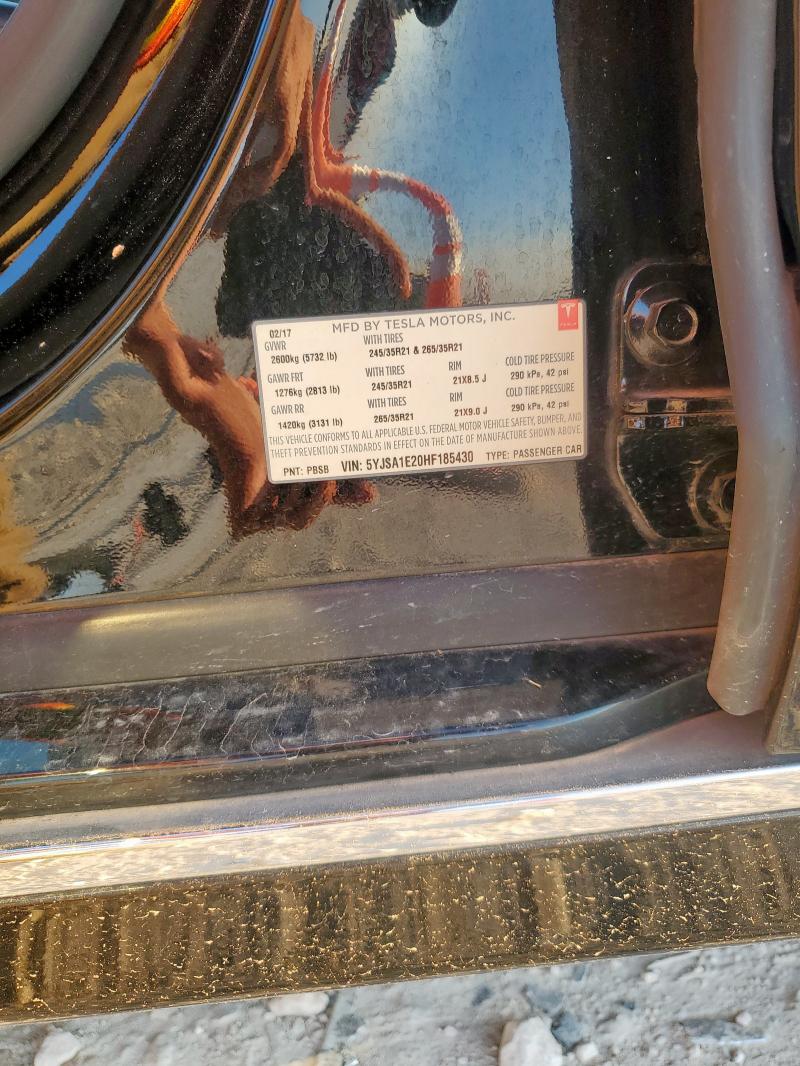 02/17 MFD BY TESLA MOTORS, INC. TESLA
GVWR WITH TIRES
2600kg (5732 lb) 245/35R21 & 265/35R21
GAWR FRT WITH TIRES RIM COLD TIRE PRESSURE
1276kg (2813 lb) 245/35R21 21X8.5 J 290 kPa, 42 psi
GAWR RR WITH TIRES RIM COLD TIRE PRESSURE
1420kg (3131 lb) 265/35R21 21X9.0 J 290 kPa, 42 psi
THIS VEHICLE CONFORMS TO ALL APPLICABLE U.S. FEDERAL MOTOR VEHICLE SAFETY, BUMPER, AND
THEFT PREVENTION STANDARDS IN EFFECT ON THE DATE OF MANUFACTURE SHOWN ABOVE.
PNT: PBSB VIN: 5YJSA1E20HF185430 TYPE: PASSENGER CAR